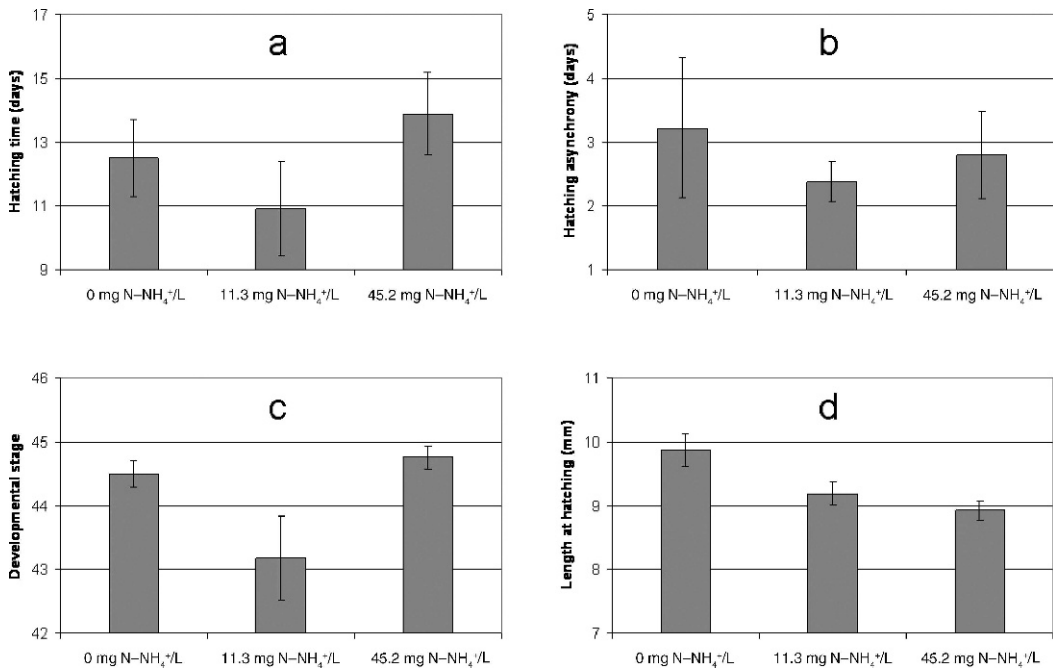 a
Hatching time (days)
17
15
13
11
9
0 mg N–NH₄⁺/L 11.3 mg N–NH₄⁺/L 45.2 mg N–NH₄⁺/L
b
Hatching asynchrony (days)
5
4
3
2
1
0 mg N–NH₄⁺/L 11.3 mg N–NH₄⁺/L 45.2 mg N–NH₄⁺/L
c
Developmental stage
46
45
44
43
42
0 mg N–NH₄⁺/L 11.3 mg N–NH₄⁺/L 45.2 mg N–NH₄⁺/L
d
Length at hatching (mm)
11
10
9
8
7
0 mg N–NH₄⁺/L 11.3 mg N–NH₄⁺/L 45.2 mg N–NH₄⁺/L